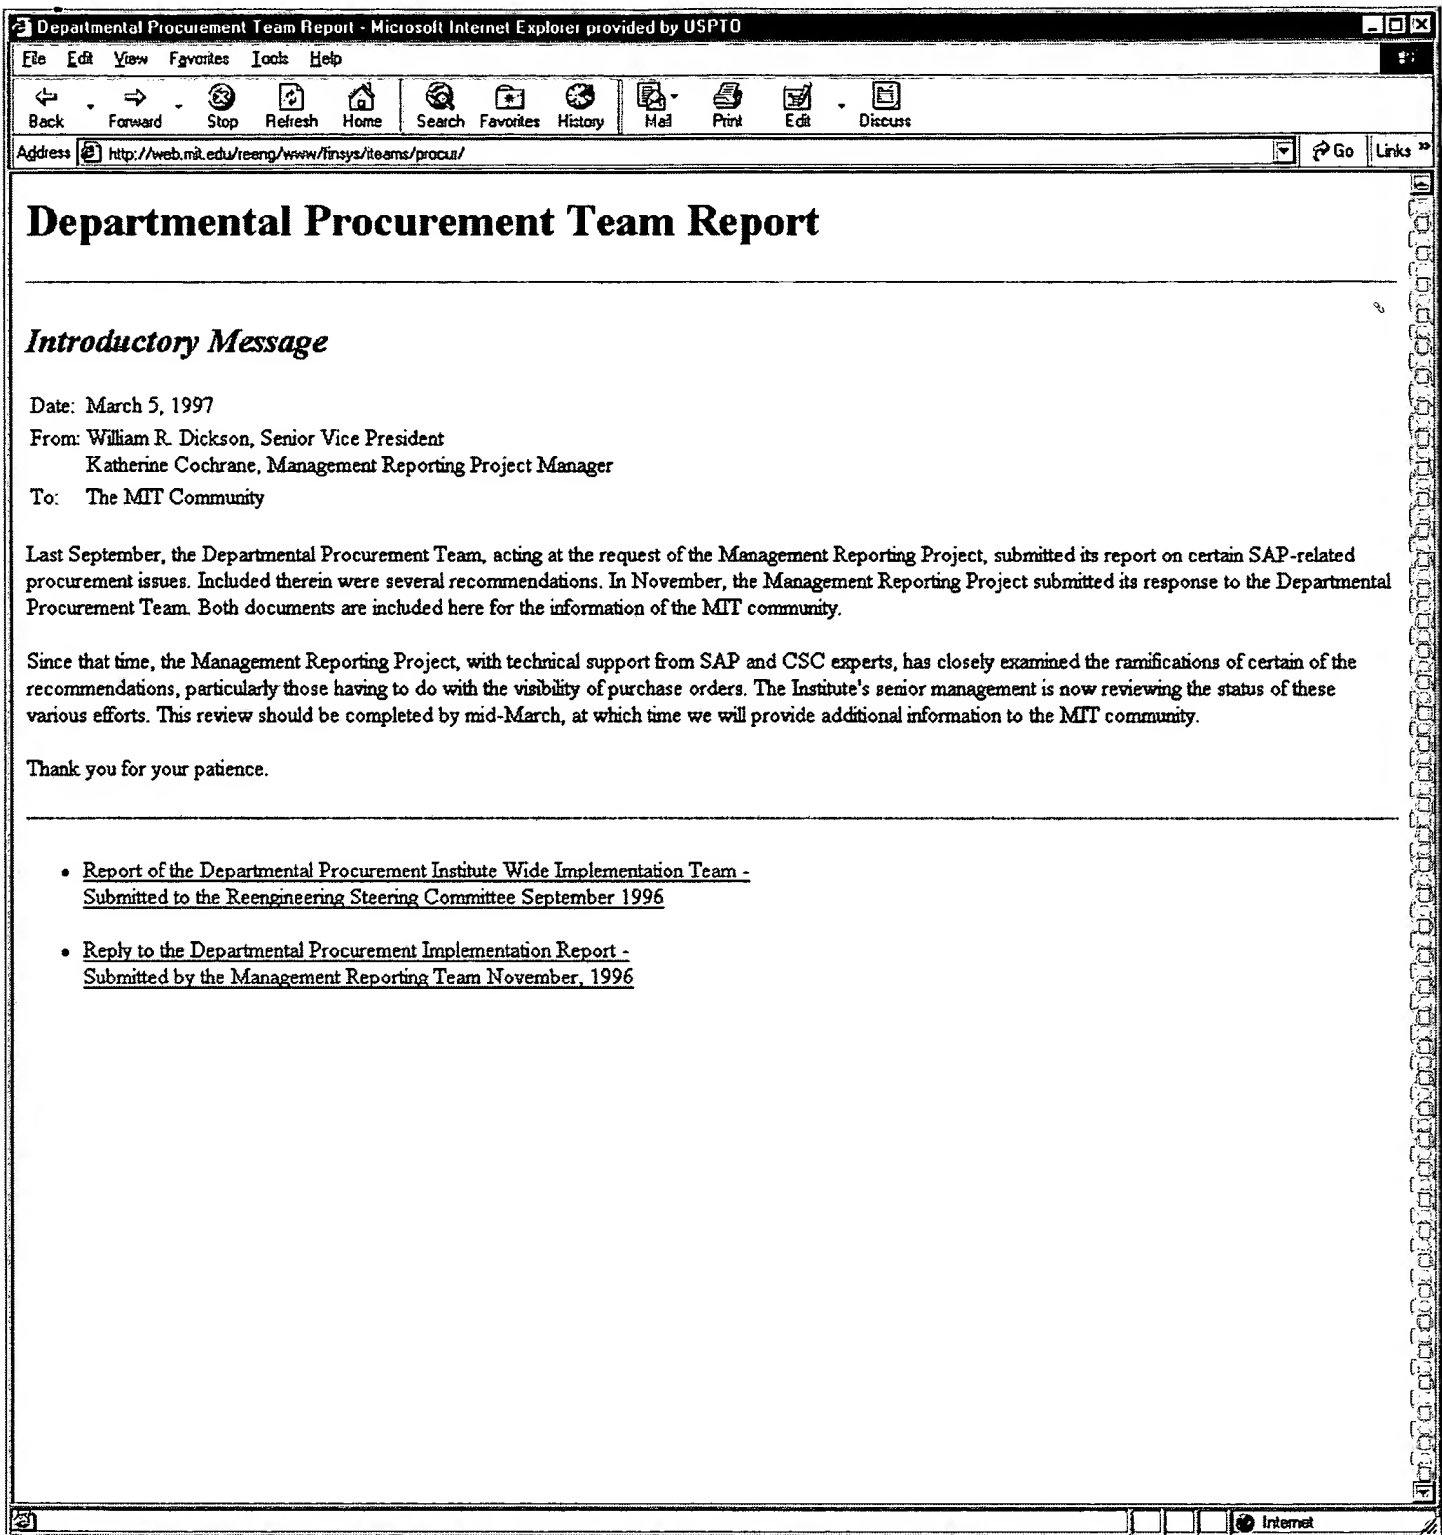 Departmental Procurement Team Report - Microsoft Internet Explorer provided by USPTO
File Edit View Favorites Tools Help
Back Forward Stop Refresh Home Search Favorites History Mail Print Edit Discuss
Address http://web.mit.edu/reeng/www/finsys/iteams/procur/ Go Links »
Departmental Procurement Team Report
Introductory Message
Date: March 5, 1997
From: William R. Dickson, Senior Vice President
Katherine Cochrane, Management Reporting Project Manager
To: The MIT Community
Last September, the Departmental Procurement Team, acting at the request of the Management Reporting Project, submitted its report on certain SAP-related
procurement issues. Included therein were several recommendations. In November, the Management Reporting Project submitted its response to the Departmental
Procurement Team. Both documents are included here for the information of the MIT community.
Since that time, the Management Reporting Project, with technical support from SAP and CSC experts, has closely examined the ramifications of certain of the
recommendations, particularly those having to do with the visibility of purchase orders. The Institute's senior management is now reviewing the status of these
various efforts. This review should be completed by mid-March, at which time we will provide additional information to the MIT community.
Thank you for your patience.
• Report of the Departmental Procurement Institute Wide Implementation Team -
Submitted to the Reengineering Steering Committee September 1996
• Reply to the Departmental Procurement Implementation Report -
Submitted by the Management Reporting Team November, 1996
Internet